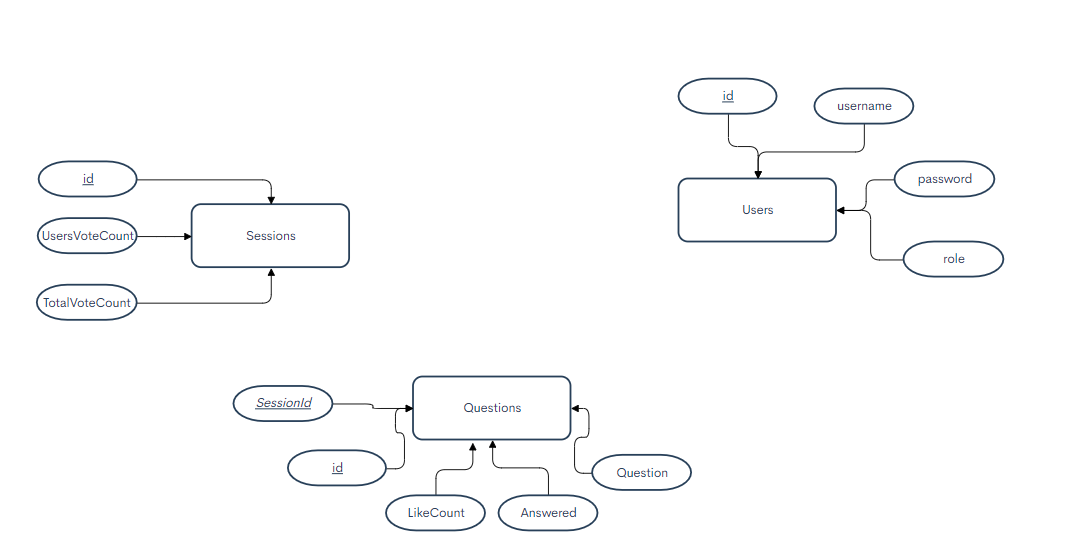 id
username
id
password
UsersVoteCount
Sessions
Users
role
TotalVoteCount
SessionId
Questions
id
Question
LikeCount
Answered